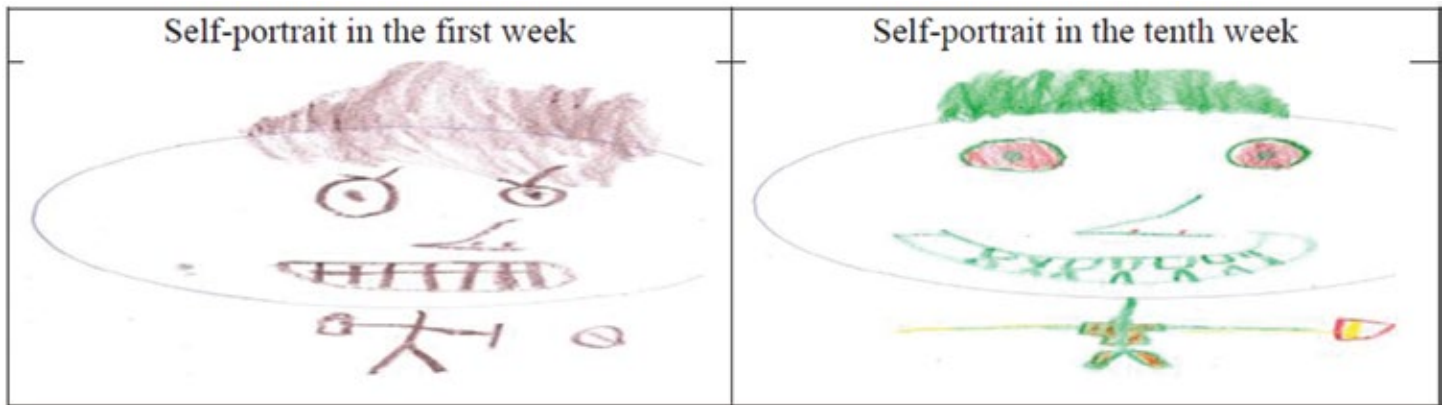 Self-portrait in the first week
Self-portrait in the tenth week